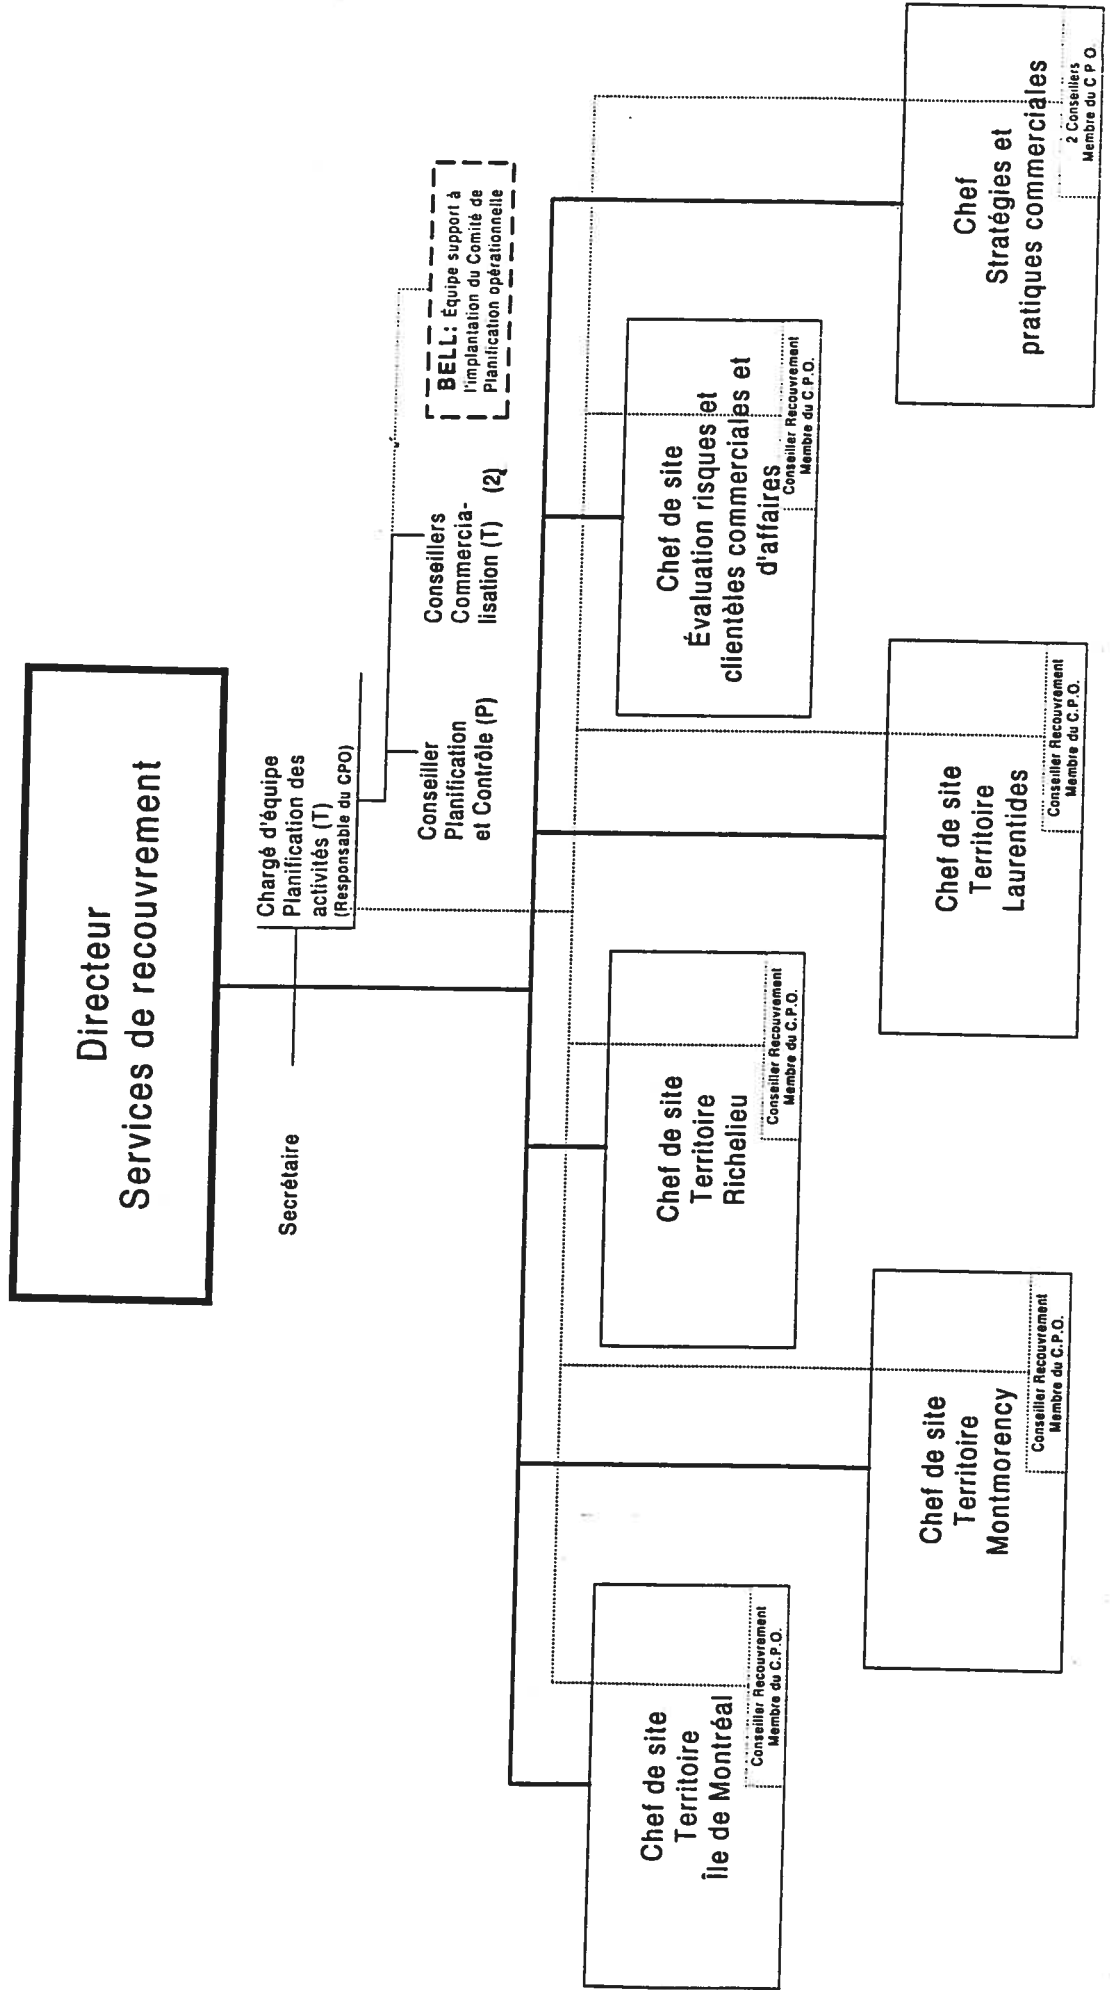 Directeur
Services de recouvrement
Secrétaire
Chargé d'équipe
Planification des
activités (T)
(Responsable du CPO)
Conseiller
Planification
et Contrôle (P)
Conseillers
Commercia-
lisation (T) (2)
BELL: Équipe support à
l'implantation du Comité de
Planification opérationnelle
Chef de site
Territoire
Île de Montréal
Conseiller Recouvrement
Membre du C.P.O.
Chef de site
Territoire
Montmorency
Conseiller Recouvrement
Membre du C.P.O.
Chef de site
Territoire
Richelieu
Conseiller Recouvrement
Membre du C.P.O.
Chef de site
Territoire
Laurentides
Conseiller Recouvrement
Membre du C.P.O.
Chef de site
Évaluation risques et
clientèles commerciales et
d'affaires
Conseiller Recouvrement
Membre du C.P.O.
Chef
Stratégies et
pratiques commerciales
2 Conseillers
Membre du C P O.